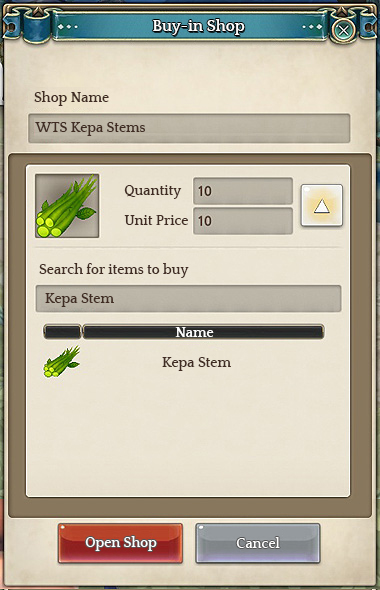 Buy-in Shop
Shop Name
WTS Kepa Stems
Quantity 10
Unit Price 10
Search for items to buy
Kepa Stem
Name
Kepa Stem
Open Shop Cancel